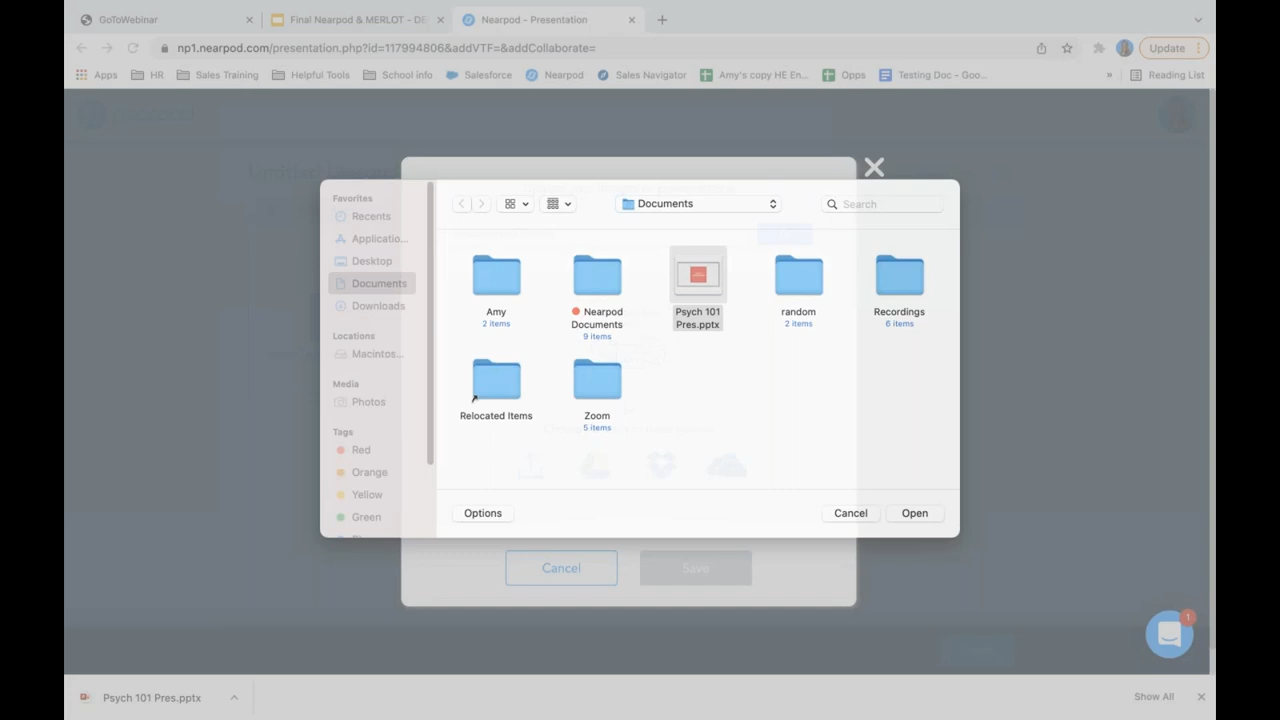 GoToWebinar
Final Nearpod & MERLOT - DE
Nearpod - Presentation
np1.nearpod.com/presentation.php?id=117994806&addVTF=&addCollaborate=
Update
Apps
HR
Sales Training
Helpful Tools
School info
Salesforce
Nearpod
Sales Navigator
Amy's copy HE En...
Opps
Testing Doc - Goo...
»
Reading List
Favorites
Recents
Applicatio...
Desktop
Documents
Downloads
Locations
Macintos...
Media
Photos
Tags
Red
Orange
Yellow
Green
Documents
Search
Amy
2 items
Nearpod
Documents
9 items
Psych 101
Pres.pptx
random
2 items
Recordings
6 items
Relocated Items
Zoom
5 items
Options
Cancel
Open
Cancel
Save
1
Psych 101 Pres.pptx
Show All